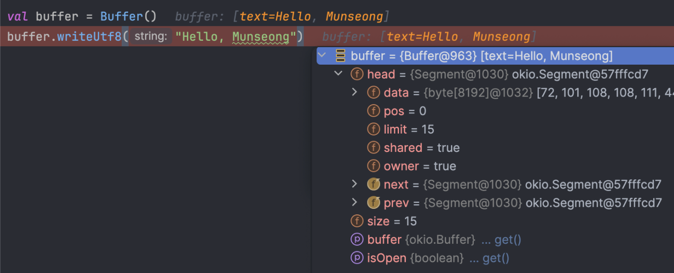 val buffer = Buffer()   buffer: [text=Hello, Munseong]
buffer.writeUtf8( string: "Hello, Munseong")   buffer: [text=Hello, Munseong]
buffer = {Buffer@963} [text=Hello, Munseong]
head = {Segment@1030} okio.Segment@57fffcd7
data = {byte[8192]@1032} [72, 101, 108, 108, 111, 44
pos = 0
limit = 15
shared = true
owner = true
next = {Segment@1030} okio.Segment@57fffcd7
prev = {Segment@1030} okio.Segment@57fffcd7
size = 15
buffer {okio.Buffer} ... get()
isOpen {boolean} ... get()